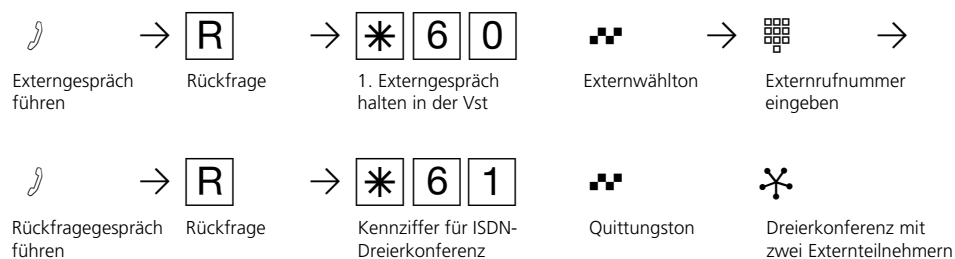 R * 6 0
Externgespräch führen
Rückfrage
1. Externgespräch halten in der Vst
Externwählton
Externrufnummer eingeben
R * 6 1
Rückfragegespräch führen
Rückfrage
Kennziffer für ISDN-Dreierkonferenz
Quittungston
Dreierkonferenz mit zwei Externteilnehmern